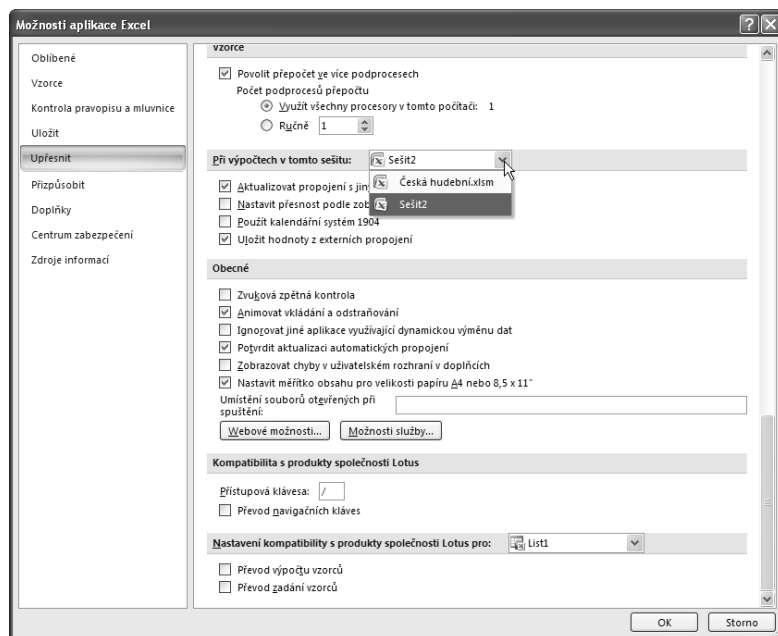 Možnosti aplikace Excel
Oblíbené
Vzorce
Kontrola pravopisu a mluvnice
Uložit
Upřesnit
Přizpůsobit
Doplňky
Centrum zabezpečení
Zdroje informací
Vzorce
Povolit přepočet ve více podprocesech
Počet podprocesů přepočtu
Využít všechny procesory v tomto počítači: 1
Ručně 1
Při výpočtech v tomto sešitu: Sešit2
Česká hudební.xlsm
Sešit2
Aktualizovat propojení s jin
Nastavit přesnost podle zob
Použít kalendářní systém 1904
Uložit hodnoty z externích propojení
Obecné
Zvuková zpětná kontrola
Animovat vkládání a odstraňování
Ignorovat jiné aplikace využívající dynamickou výměnu dat
Potvrdit aktualizaci automatických propojení
Zobrazovat chyby v uživatelském rozhraní v doplňcích
Nastavit měřítko obsahu pro velikosti papíru A4 nebo 8,5 x 11"
Umístění souborů otevřených při
spuštění:
Webové možnosti... Možnosti služby...
Kompatibilita s produkty společnosti Lotus
Přístupová klávesa: /
Převod navigačních kláves
Nastavení kompatibility s produkty společnosti Lotus pro: List1
Převod výpočtu vzorců
Převod zadání vzorců
OK Storno